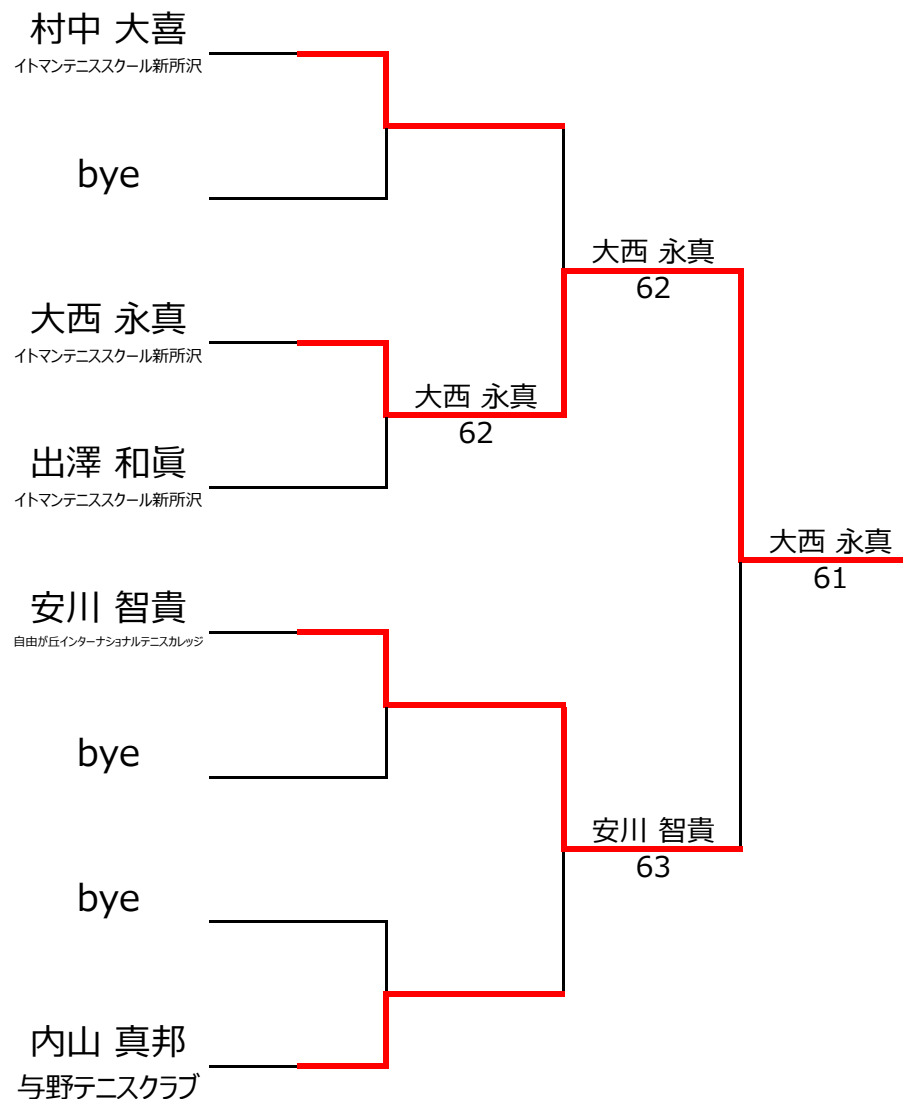 村中 大喜
イトマンテニススクール新所沢
bye
大西 永真
62
大西 永真
イトマンテニススクール新所沢
大西 永真
62
出澤 和眞
イトマンテニススクール新所沢
大西 永真
61
安川 智貴
自由が丘インターナショナルテニスカレッジ
bye
安川 智貴
63
bye
内山 真邦
与野テニスクラブ